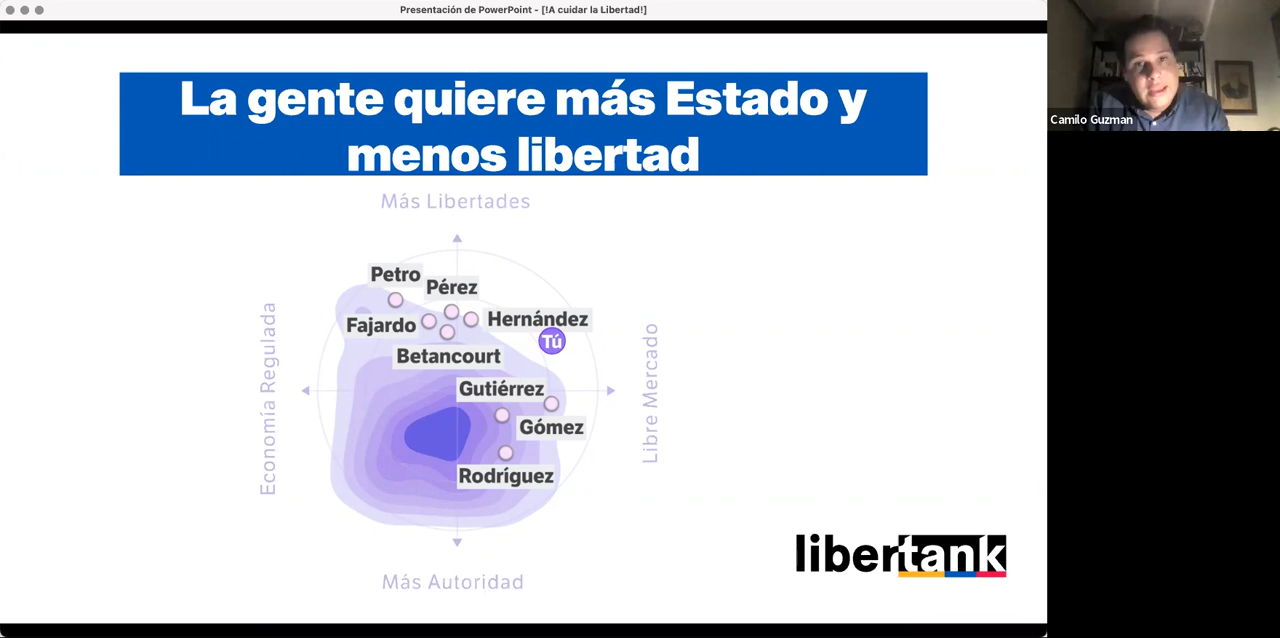 Presentación de PowerPoint - [!A cuidar la Libertad!]
Camilo Guzman
La gente quiere más Estado y
menos libertad
Más Libertades
Petro
Pérez
Fajardo
Hernández
Tú
Betancourt
Economía Regulada
Libre Mercado
Gutiérrez
Gómez
Rodríguez
libertank
Más Autoridad